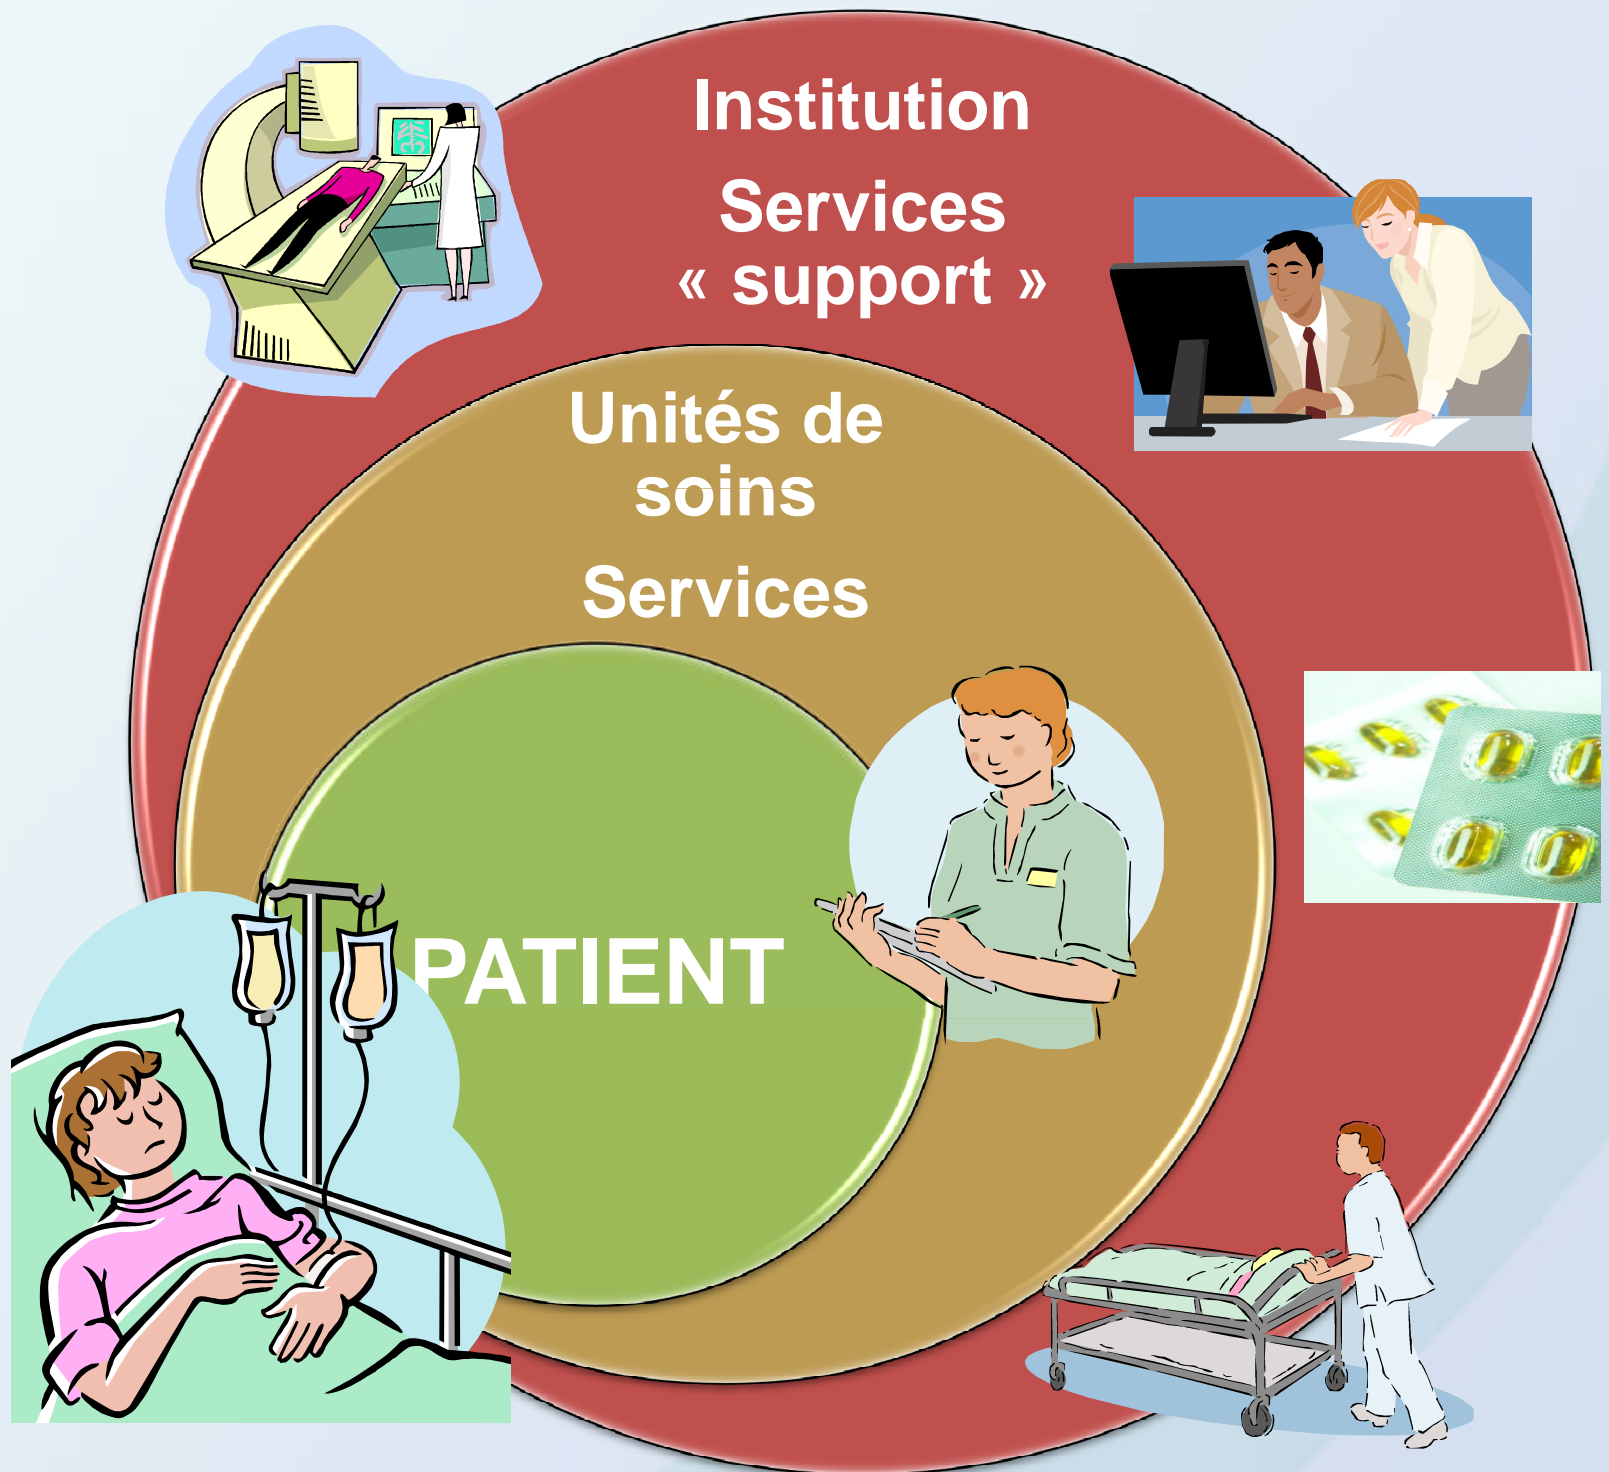 Institution
Services
« support »
Unités de
soins
Services
PATIENT